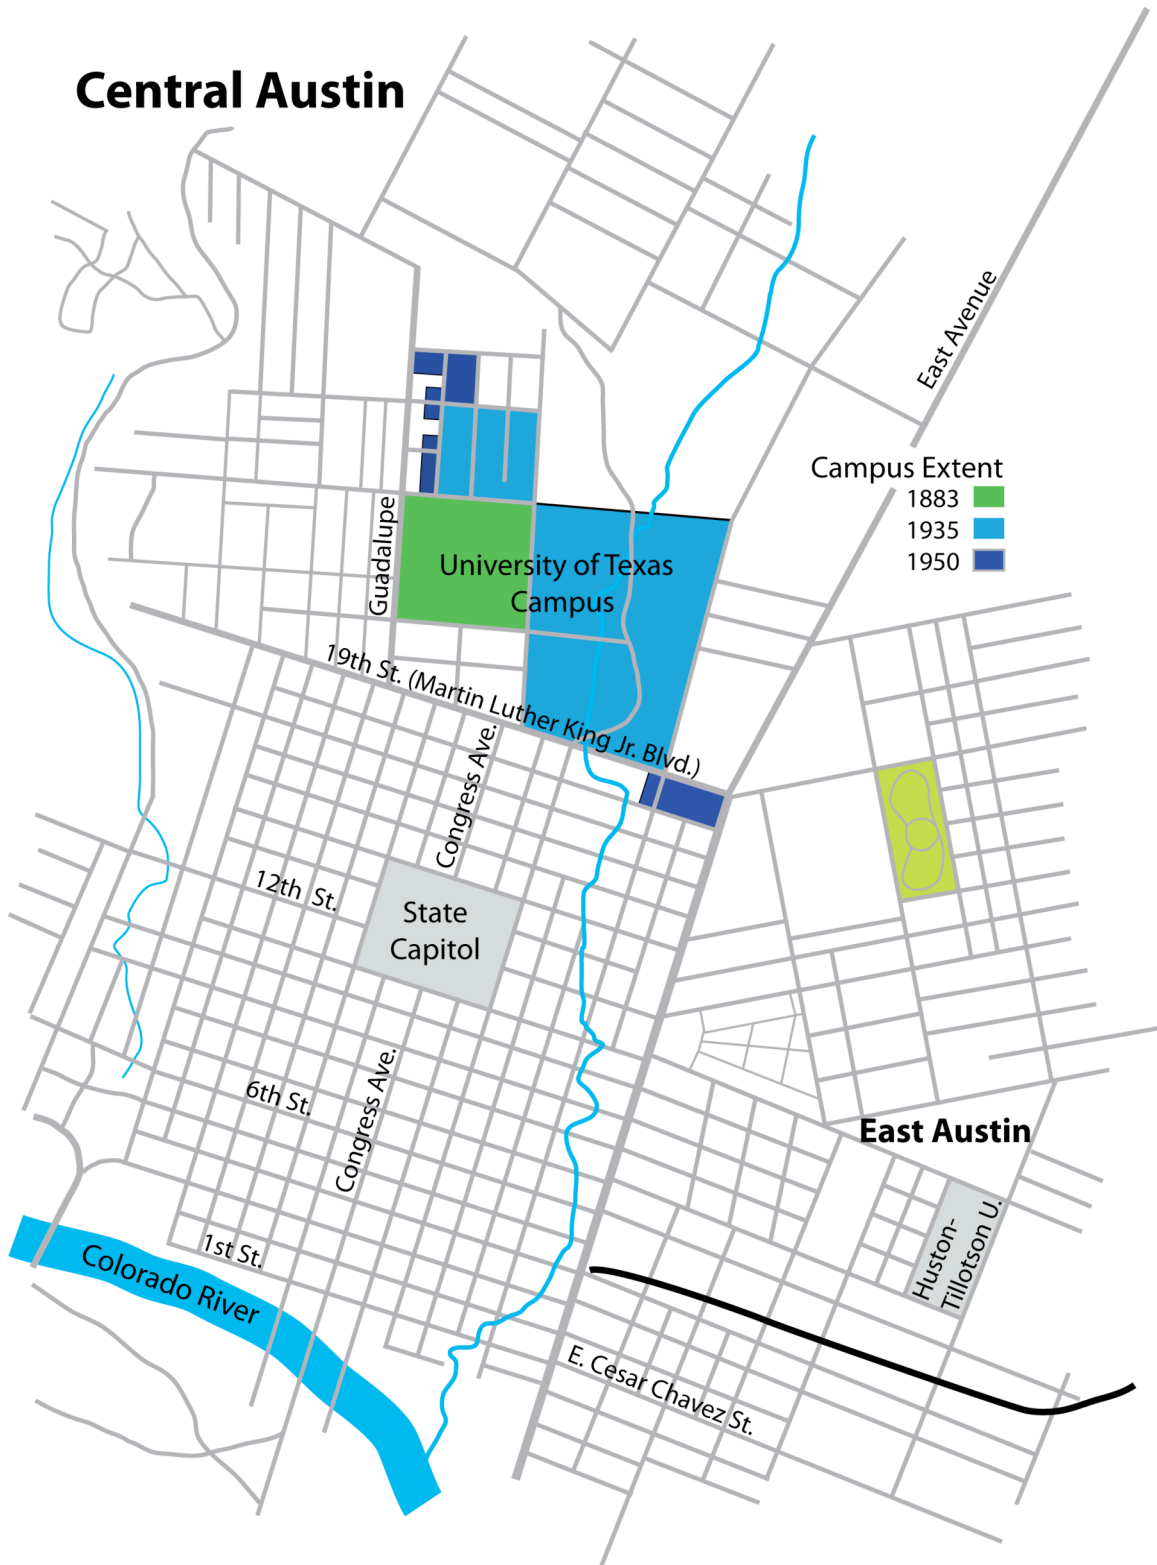 Central Austin
East Avenue
Campus Extent
1883
1935
1950
Guadalupe
University of Texas
Campus
19th St. (Martin Luther King Jr. Blvd.)
Congress Ave.
12th St.
State
Capitol
6th St.
Congress Ave.
East Austin
Huston-
Tillotson U.
1st St.
Colorado River
E. Cesar Chavez St.